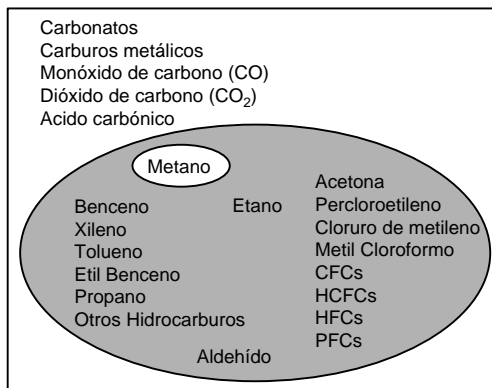 Carbonatos
Carburos metálicos
Monóxido de carbono (CO)
Dióxido de carbono (CO2)
Acido carbónico
Metano
Benceno
Xileno
Tolueno
Etil Benceno
Propano
Otros Hidrocarburos
Etano
Acetona
Percloroetileno
Cloruro de metileno
Metil Cloroformo
CFCs
HCFCs
HFCs
PFCs
Aldehído